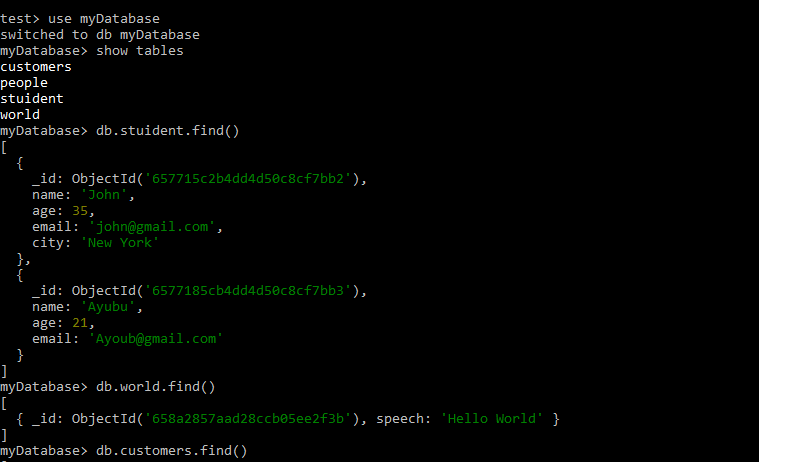 test> use myDatabase
switched to db myDatabase
myDatabase> show tables
customers
people
stuident
world
myDatabase> db.stuident.find()
[
  {
    _id: ObjectId('657715c2b4dd4d50c8cf7bb2'),
    name: 'John',
    age: 35,
    email: 'john@gmail.com',
    city: 'New York'
  },
  {
    _id: ObjectId('6577185cb4dd4d50c8cf7bb3'),
    name: 'Ayubu',
    age: 21,
    email: 'Ayoub@gmail.com'
  }
]
myDatabase> db.world.find()
[
  { _id: ObjectId('658a2857aad28ccb05ee2f3b'), speech: 'Hello World' }
]
myDatabase> db.customers.find()